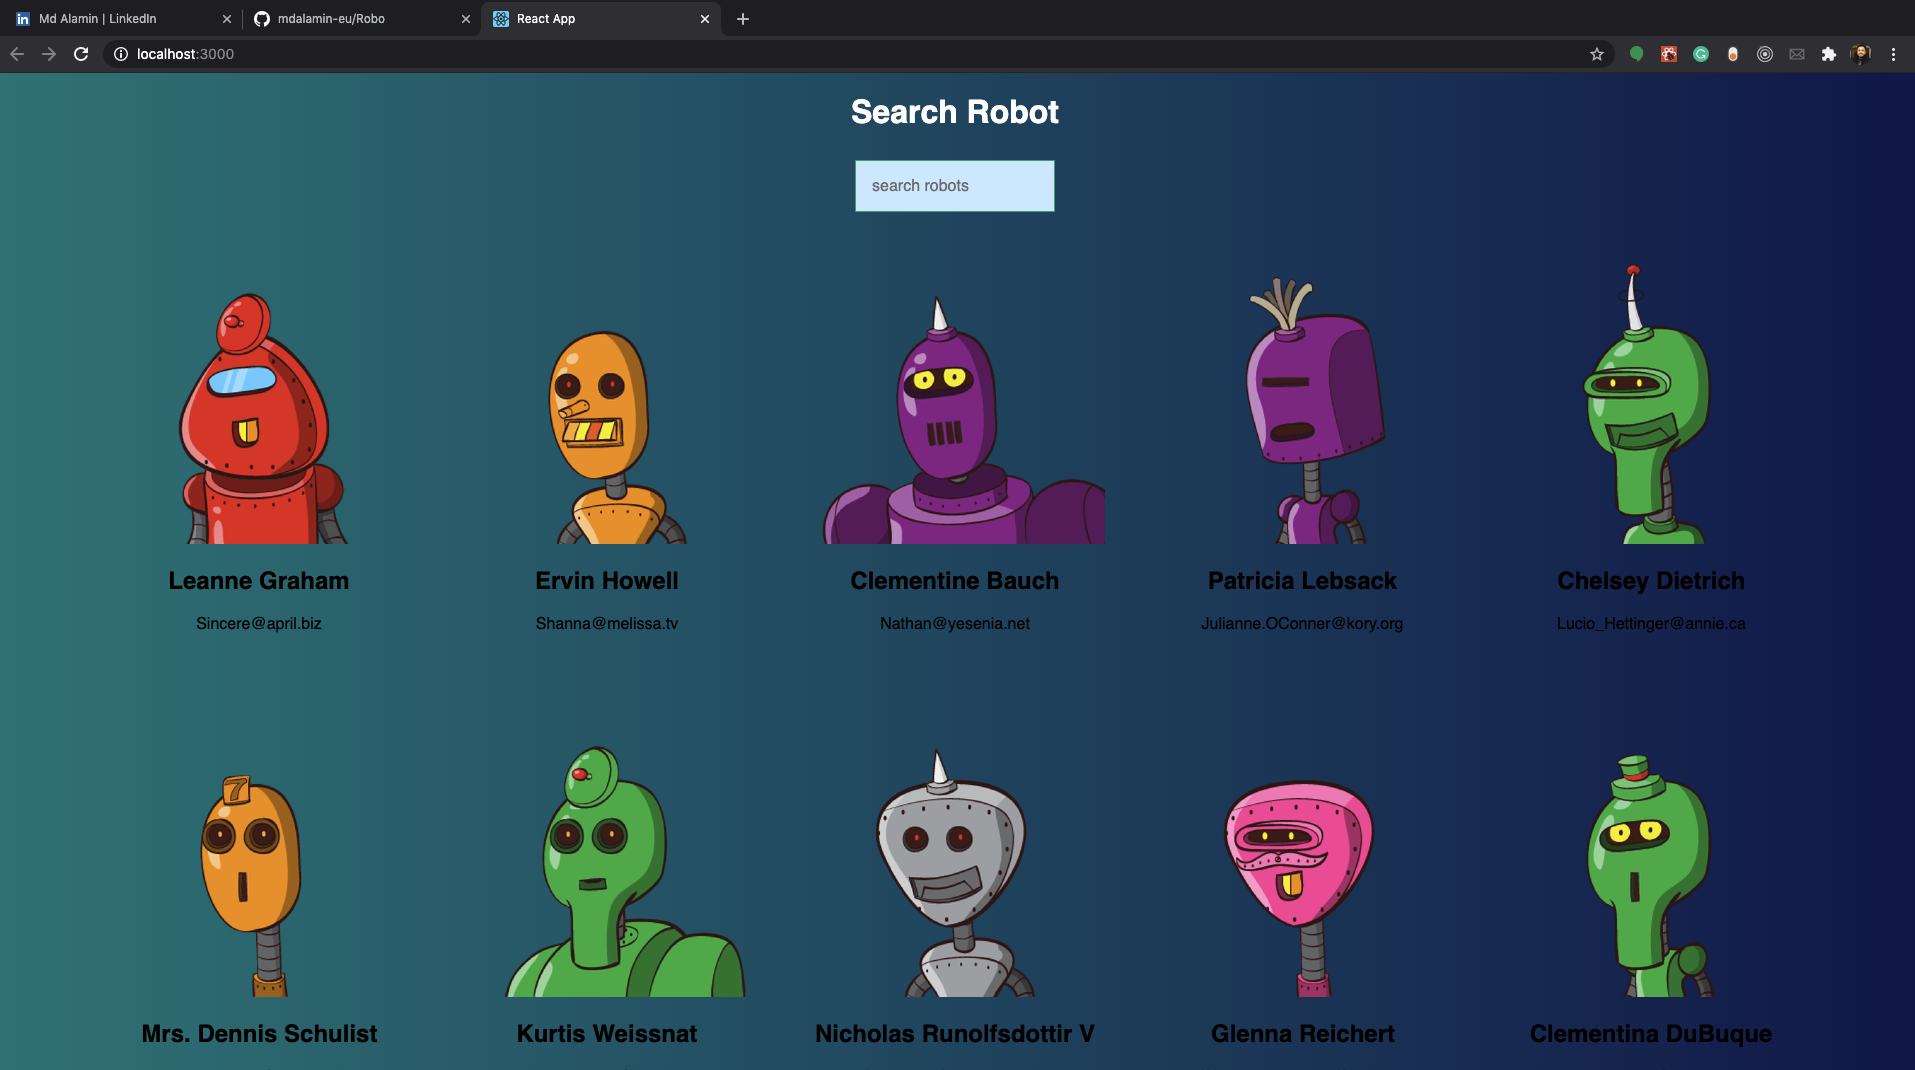 Md Alamin | LinkedIn
mdalamin-eu/Robo
React App
localhost:3000
Search Robot
search robots
Leanne Graham
Ervin Howell
Clementine Bauch
Patricia Lebsack
Chelsey Dietrich
Sincere@april.biz
Shanna@melissa.tv
Nathan@yesenia.net
Julianne.OConner@kory.org
Lucio_Hettinger@annie.ca
7
Mrs. Dennis Schulist
Kurtis Weissnat
Nicholas Runolfsdottir V
Glenna Reichert
Clementina DuBuque